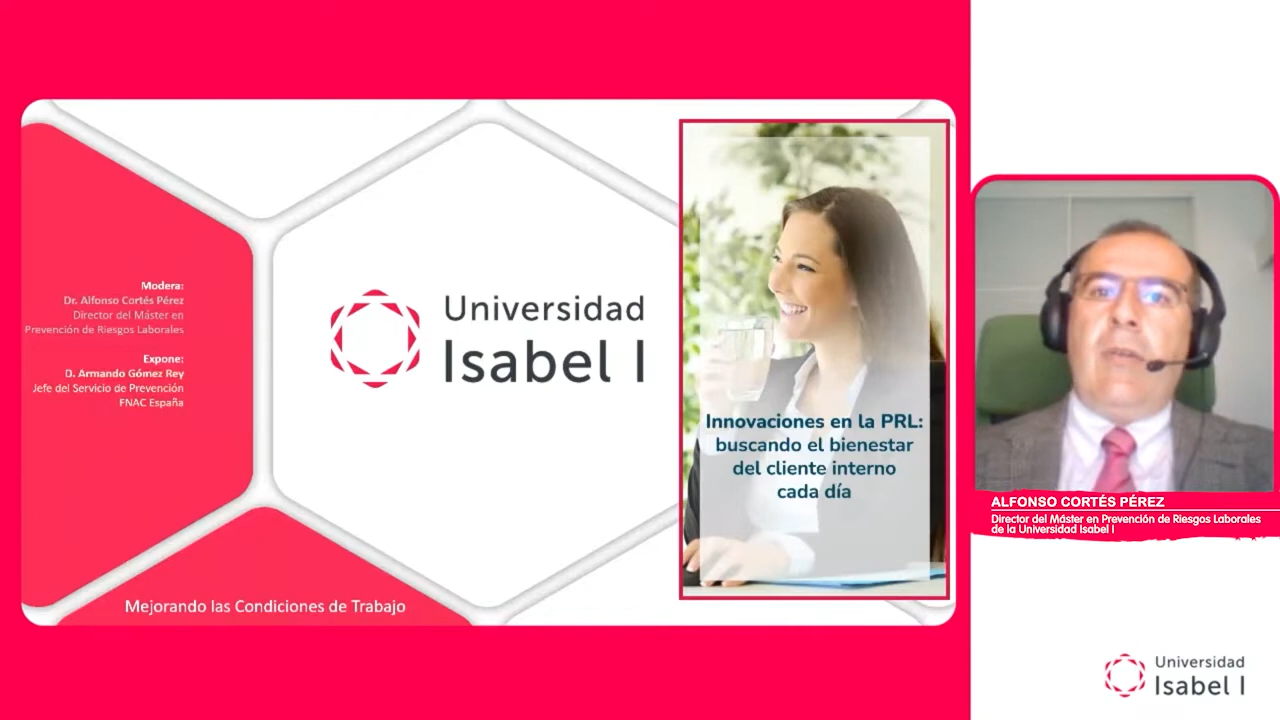 Modera:
Dr. Alfonso Cortés Pérez
Director del Máster en
Prevención de Riesgos Laborales
Expone:
D. Armando Gómez Rey
Jefe del Servicio de Prevención
FNAC España
Universidad
Isabel I
Mejorando las Condiciones de Trabajo
Innovaciones en la PRL:
buscando el bienestar
del cliente interno
cada día
ALFONSO CORTÉS PÉREZ
Director del Máster en Prevención de Riesgos Laborales
de la Universidad Isabel I
Universidad
Isabel I